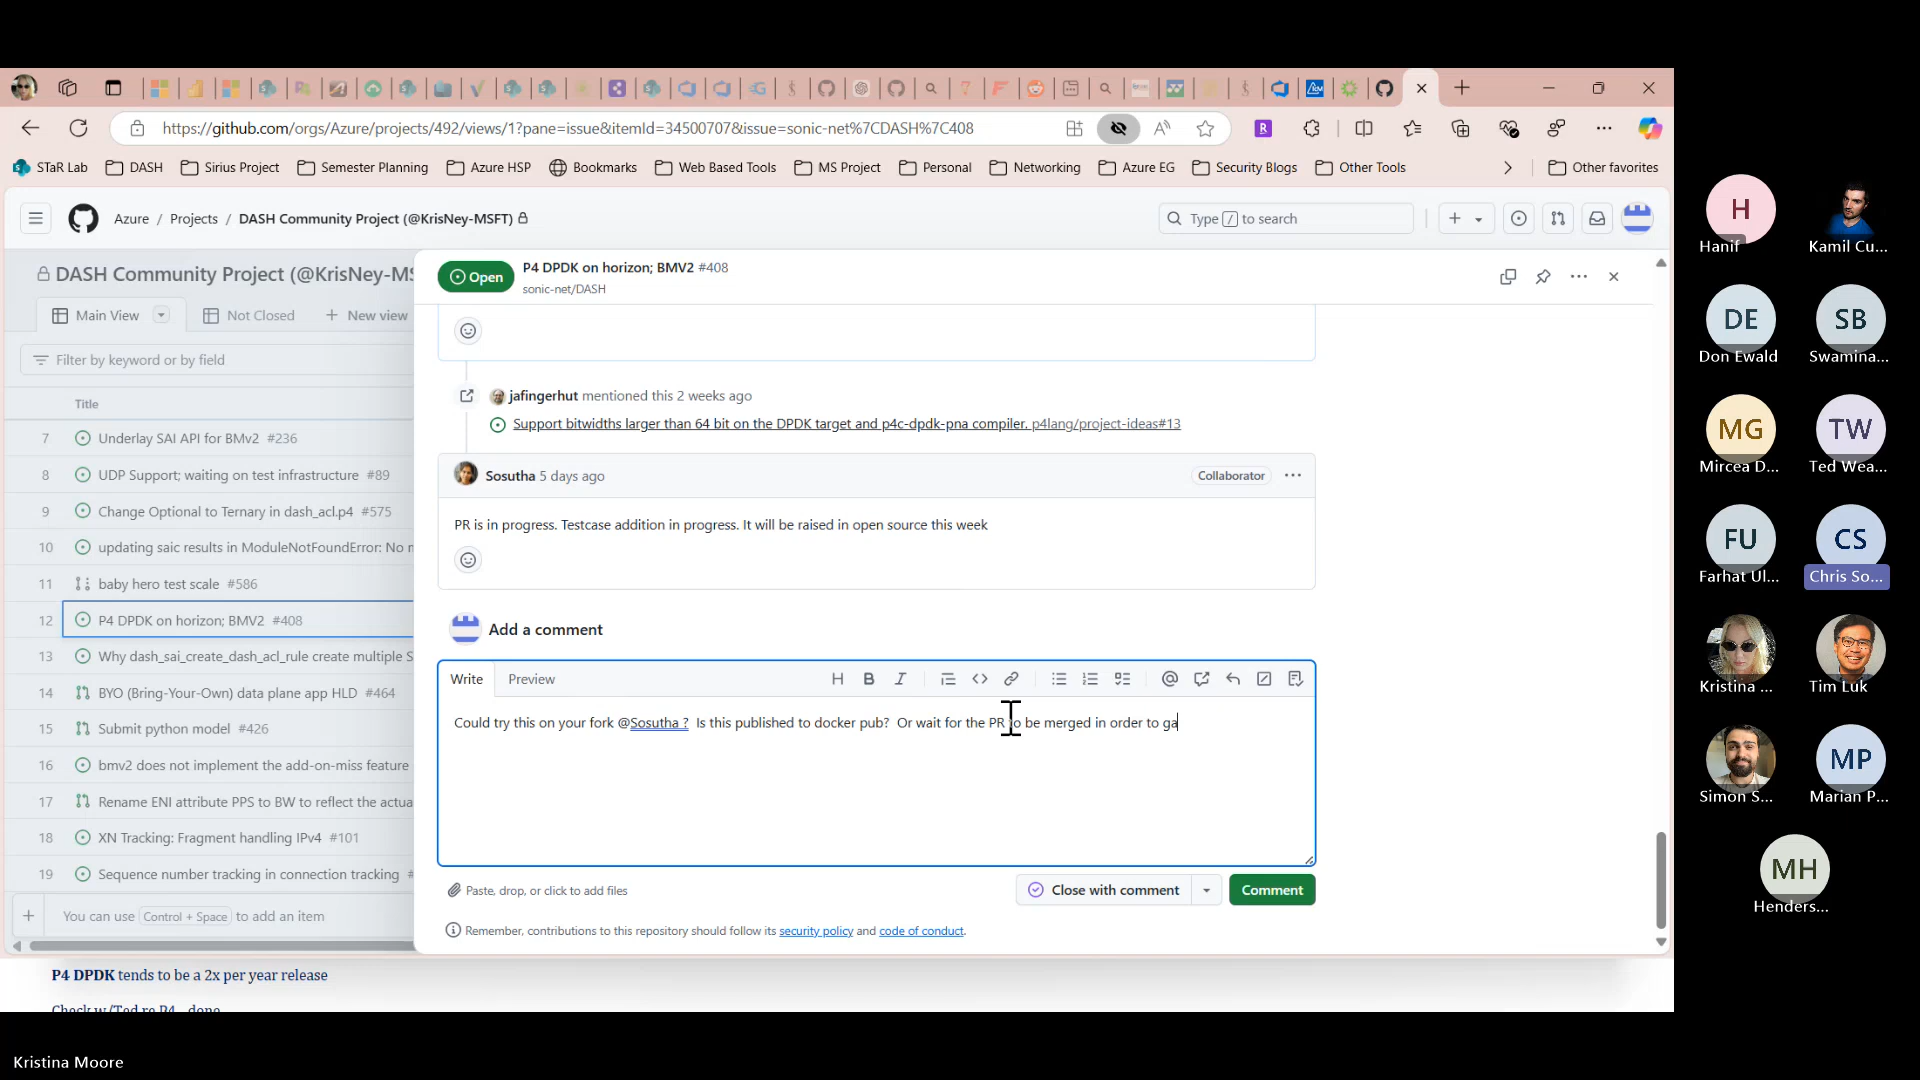 https://github.com/orgs/Azure/projects/492/views/1?pane=issue&itemId=34500707&issue=sonic-net%7CDASH%7C408
STaR Lab
DASH
Sirius Project
Semester Planning
Azure HSP
Bookmarks
Web Based Tools
MS Project
Personal
Networking
Azure EG
Security Blogs
Other Tools
Other favorites
Azure / Projects / DASH Community Project (@KrisNey-MSFT)
Type / to search
DASH Community Project (@KrisNey-MS
Main View
Not Closed
New view
Filter by keyword or by field
Title
7 Underlay SAI API for BMv2 #236
8 UDP Support; waiting on test infrastructure #89
9 Change Optional to Ternary in dash_acl.p4 #575
10 updating saic results in ModuleNotFoundError: No
11 baby hero test scale #586
12 P4 DPDK on horizon; BMV2 #408
13 Why dash_sai_create_dash_acl_rule create multiple S
14 BYO (Bring-Your-Own) data plane app HLD #464
15 Submit python model #426
16 bmv2 does not implement the add-on-miss feature
17 Rename ENI attribute PPS to BW to reflect the actua
18 XN Tracking: Fragment handling IPv4 #101
19 Sequence number tracking in connection tracking #
You can use Control + Space to add an item
Open
P4 DPDK on horizon; BMV2 #408
sonic-net/DASH
jafingerhut mentioned this 2 weeks ago
Support bitwidths larger than 64 bit on the DPDK target and p4c-dpdk-pna compiler. p4lang/project-ideas#13
Sosutha 5 days ago
Collaborator
PR is in progress. Testcase addition in progress. It will be raised in open source this week
Add a comment
Write
Preview
Could try this on your fork @Sosutha ? Is this published to docker pub? Or wait for the PR to be merged in order to ga
Paste, drop, or click to add files
Close with comment
Comment
Remember, contributions to this repository should follow its security policy and code of conduct.
P4 DPDK tends to be a 2x per year release
Check w/Ted re P4 - done
Kristina Moore
H
Hanif
Kamil Cu...
DE
Don Ewald
SB
Swamina...
MG
Mircea D...
TW
Ted Wea...
FU
Farhat Ul...
CS
Chris So...
Kristina ...
Tim Luk
Simon S...
MP
Marian P...
MH
Henders...